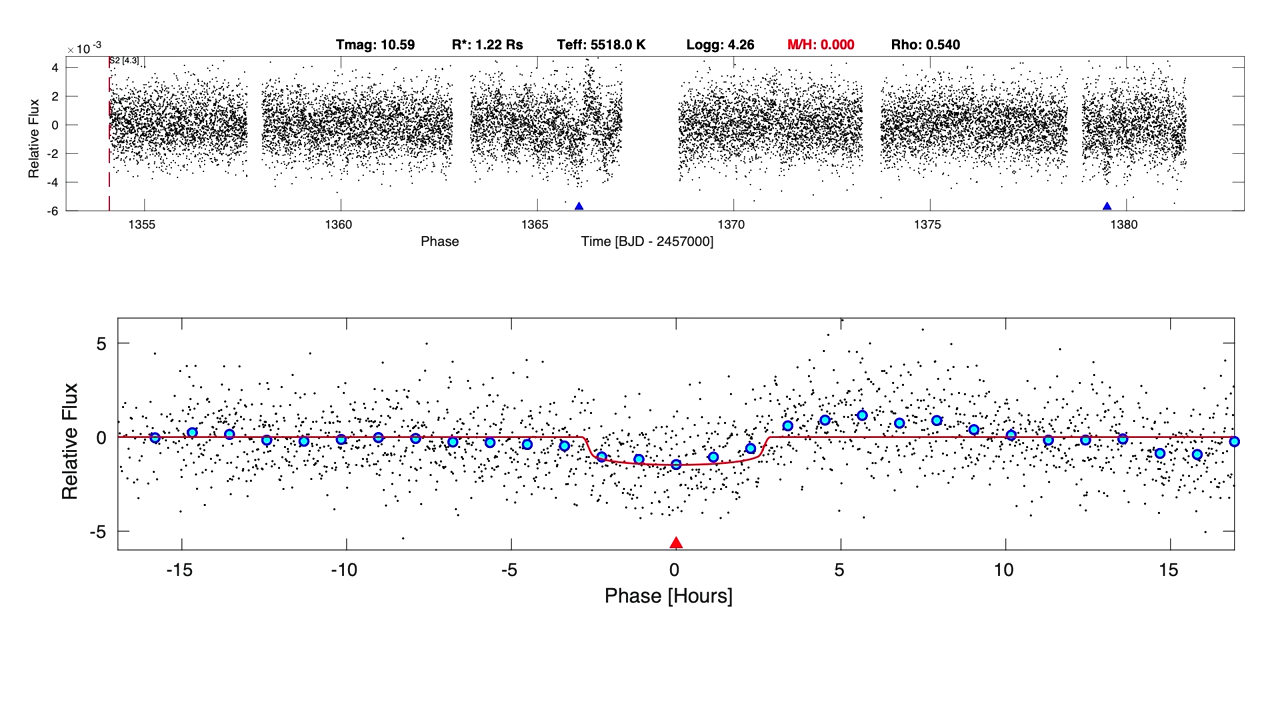 Tmag: 10.59 R*: 1.22 Rs Teff: 5518.0 K Logg: 4.26 M/H: 0.000 Rho: 0.540
× 10⁻³
S2 [4.3]
4
2
0
-2
-4
-6
Relative Flux
1355 1360 1365 1370 1375 1380
Phase Time [BJD - 2457000]
5
0
-5
Relative Flux
-15 -10 -5 0 5 10 15
Phase [Hours]